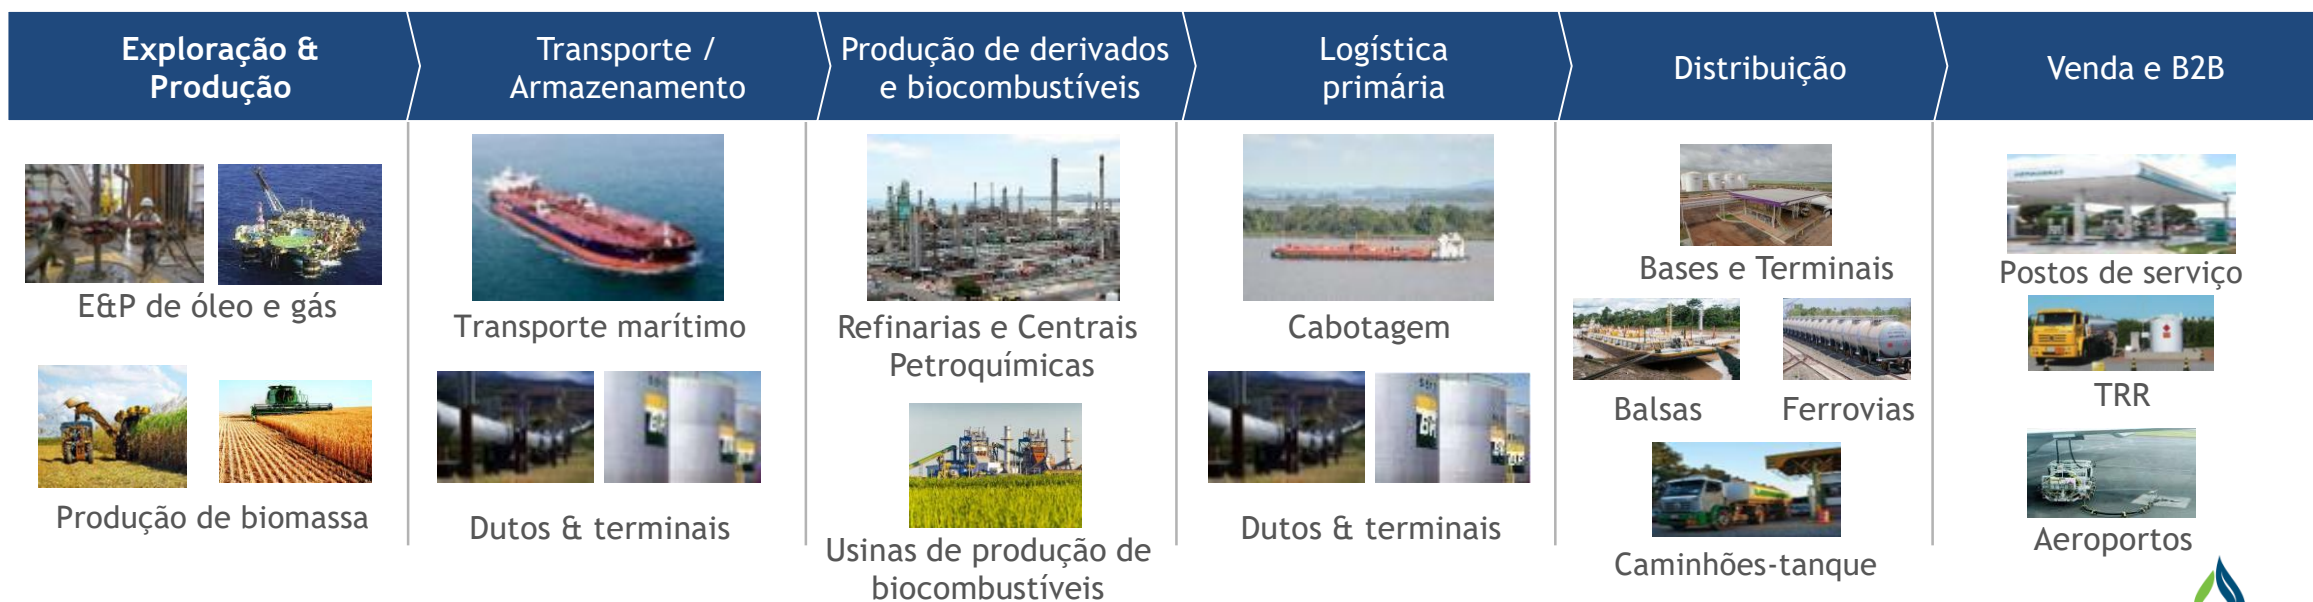 Exploração &
Produção
Transporte /
Armazenamento
Produção de derivados
e biocombustíveis
Logística
primária
Distribuição
Venda e B2B
E&P de óleo e gás
Produção de biomassa
Transporte marítimo
Dutos & terminais
Refinarias e Centrais
Petroquímicas
Usinas de produção de
biocombustíveis
Cabotagem
Dutos & terminais
Bases e Terminais
Balsas
Ferrovias
Caminhões-tanque
Postos de serviço
TRR
Aeroportos